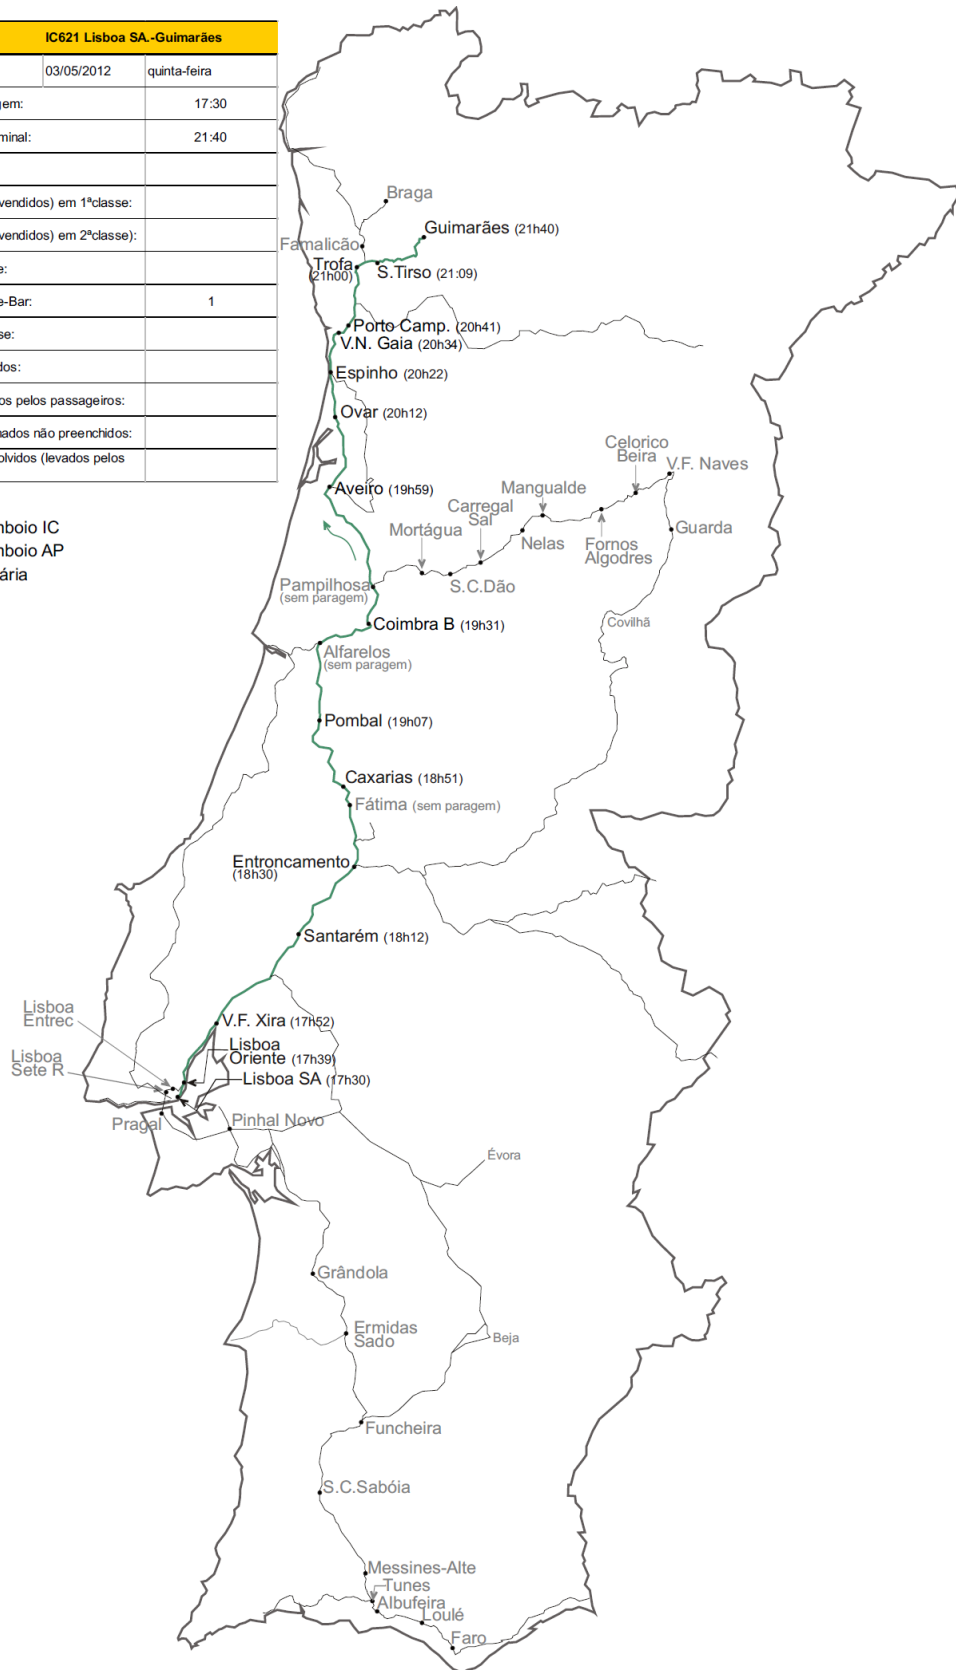 IC621 Lisboa SA.-Guimarães
03/05/2012 quinta-feira
gem: 17:30
minal: 21:40
vendidos) em 1ªclasse:
vendidos) em 2ªclasse):
e:
e-Bar: 1
se:
dos:
os pelos passageiros:
nados não preenchidos:
olvidos (levados pelos
nboio IC
nboio AP
ária
Braga
Guimarães (21h40)
Famalicão
Trofa
(21h00)
S.Tirso (21:09)
Porto Camp. (20h41)
V.N. Gaia (20h34)
Espinho (20h22)
Ovar (20h12)
Celorico
Beira
V.F. Naves
Aveiro (19h59)
Mangualde
Carregal
Sal
Mortágua
Guarda
Nelas
Fornos
Algodres
Pampilhosa
(sem paragem)
S.C.Dão
Coimbra B (19h31)
Covilhã
Alfarelos
(sem paragem)
Pombal (19h07)
Caxarias (18h51)
Fátima (sem paragem)
Entroncamento
(18h30)
Santarém (18h12)
Lisboa
Entrec
V.F. Xira (17h52)
Lisboa
Oriente (17h39)
Lisboa
Sete R
Lisboa SA (17h30)
Pragal
Pinhal Novo
Évora
Grândola
Ermidas
Sado
Beja
Funcheira
S.C.Sabóia
Messines-Alte
Tunes
Albufeira
Loulé
Faro